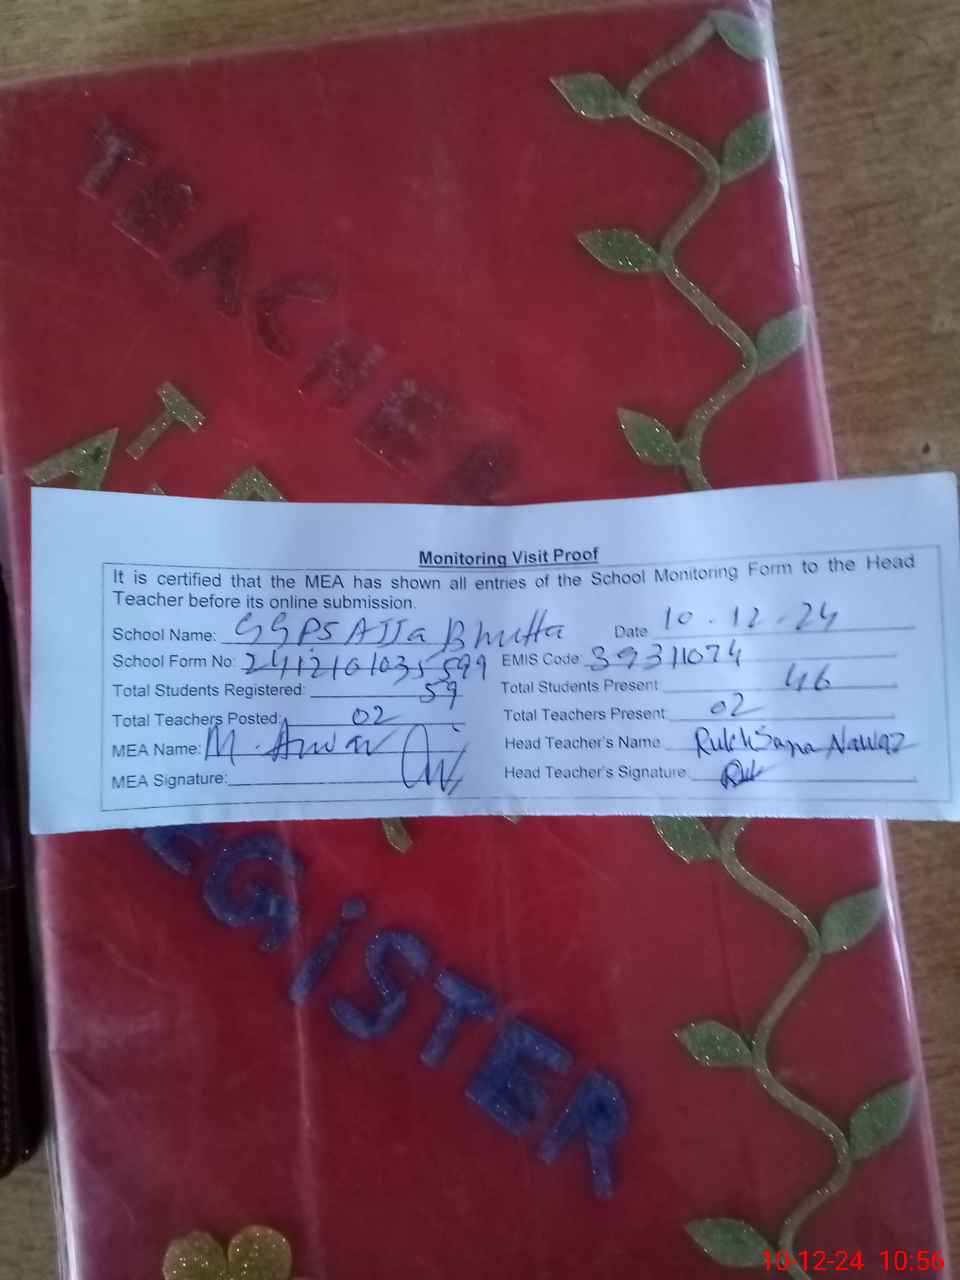 TEACHER
Monitoring Visit Proof
It is certified that the MEA has shown all entries of the School Monitoring Form to the Head
Teacher before its online submission.
School Name: GGPS AJJa Bhutta Date 10.12.24
School Form No: 2412101035599 EMIS Code: 39311074
Total Students Registered: 59 Total Students Present: 46
Total Teachers Posted: 02 Total Teachers Present: 02
MEA Name: M. Anwar Head Teacher's Name Rukhsana Nawaz
MEA Signature: Head Teacher's Signature
EGiSTER
10-12-24 10:56